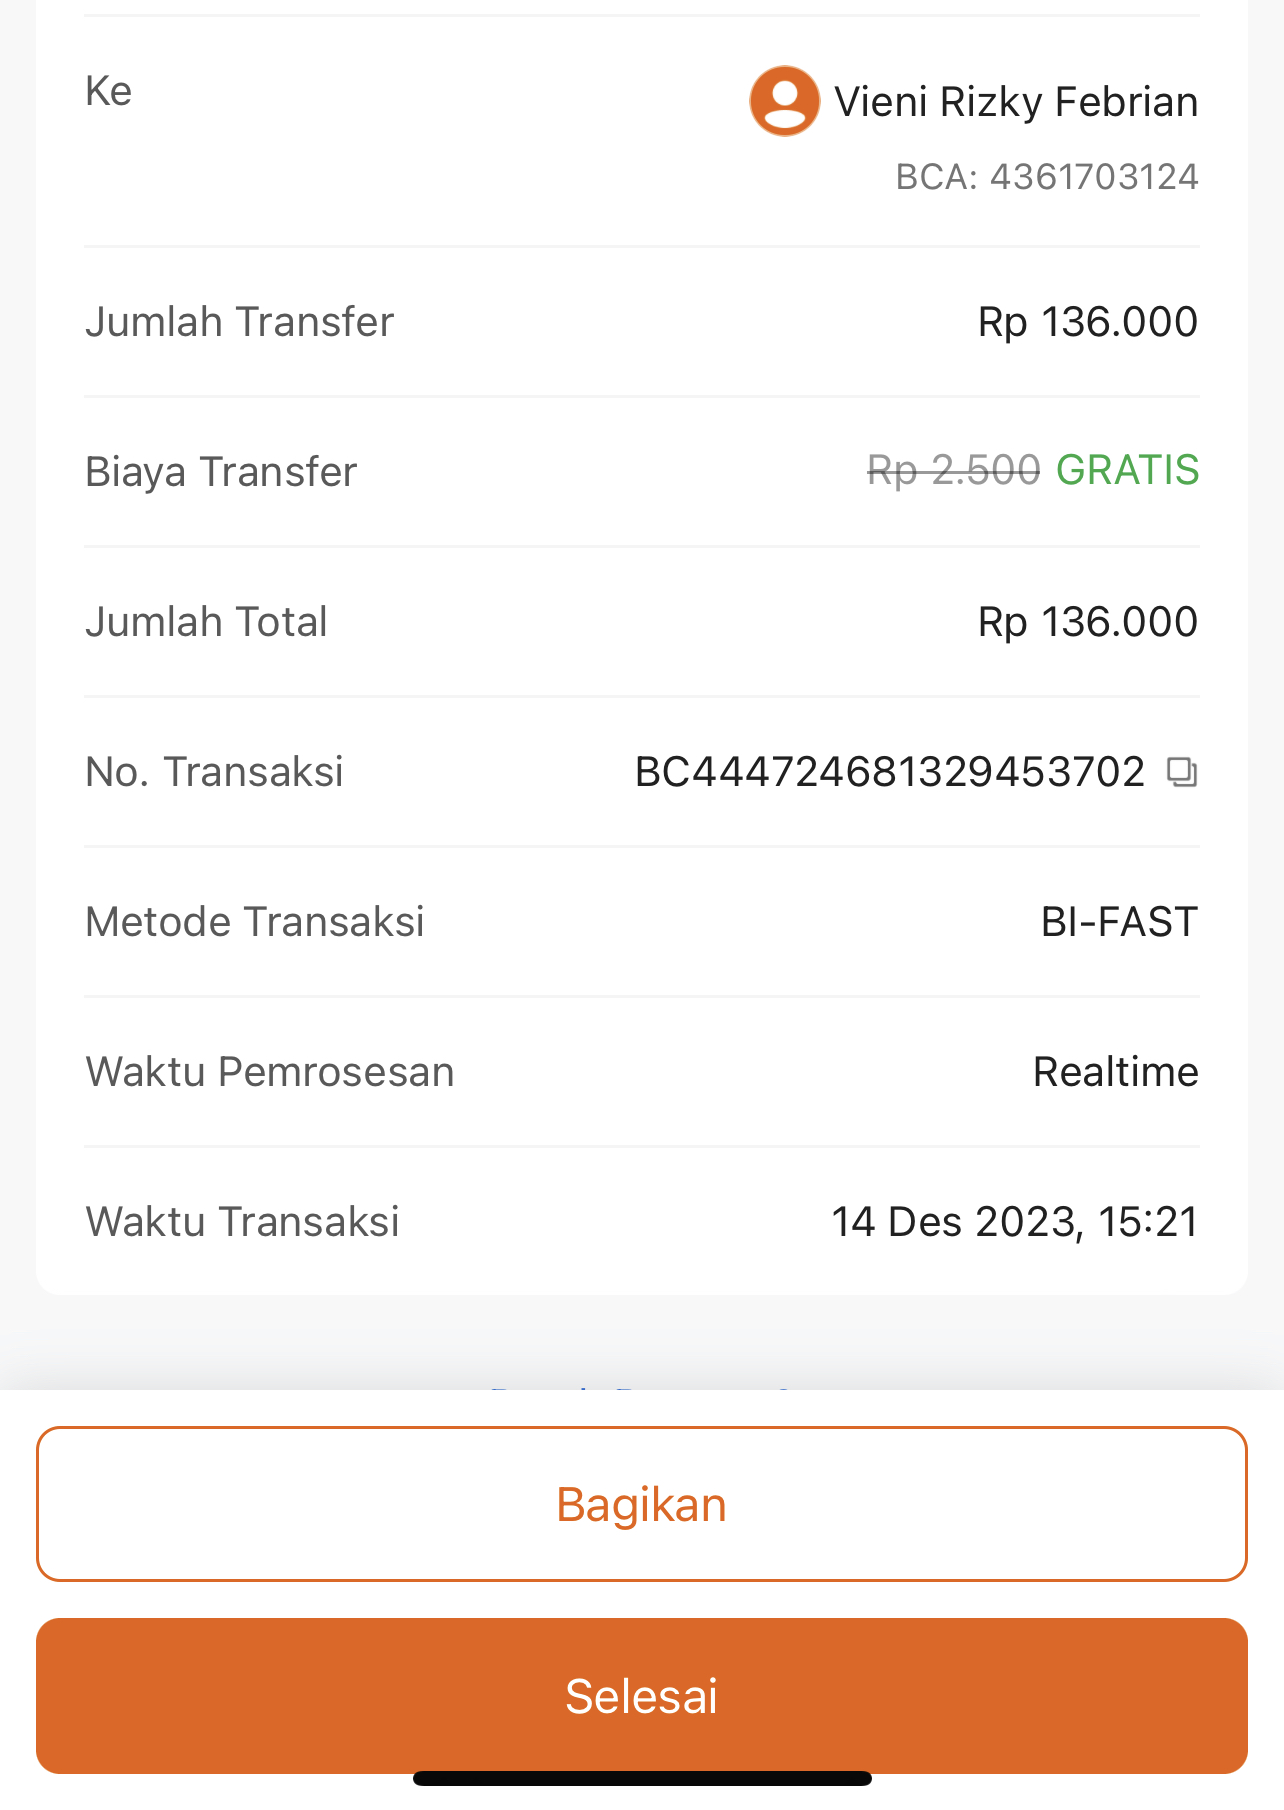 Ke
Vieni Rizky Febrian
BCA: 4361703124
Jumlah Transfer
Rp 136.000
Biaya Transfer
Rp 2.500 GRATIS
Jumlah Total
Rp 136.000
No. Transaksi
BC444724681329453702
Metode Transaksi
BI-FAST
Waktu Pemrosesan
Realtime
Waktu Transaksi
14 Des 2023, 15:21
Bagikan
Selesai